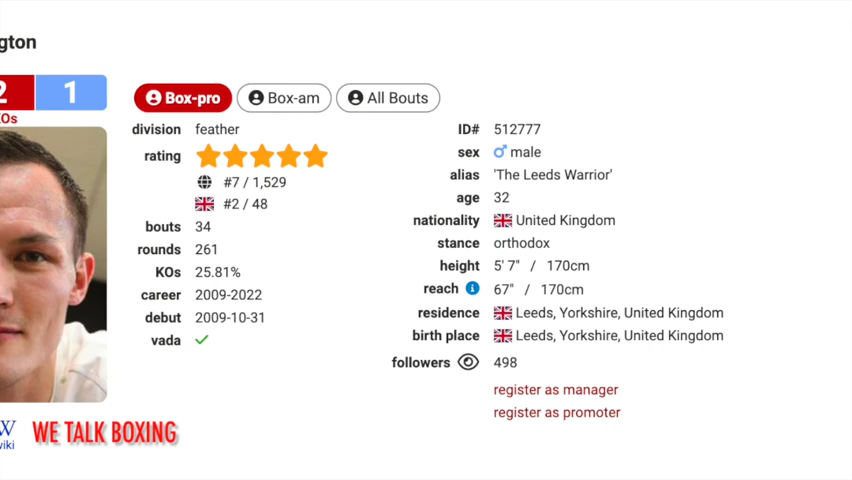 gton
2 1
KOs
Box-pro Box-am All Bouts
division feather ID# 512777
rating sex male
#7 / 1,529 alias 'The Leeds Warrior'
#2 / 48 age 32
bouts 34 nationality United Kingdom
rounds 261 stance orthodox
KOs 25.81% height 5' 7" / 170cm
career 2009-2022 reach 67" / 170cm
debut 2009-10-31 residence Leeds, Yorkshire, United Kingdom
vada birth place Leeds, Yorkshire, United Kingdom
followers 498
register as manager
register as promoter
W
wiki
WE TALK BOXING